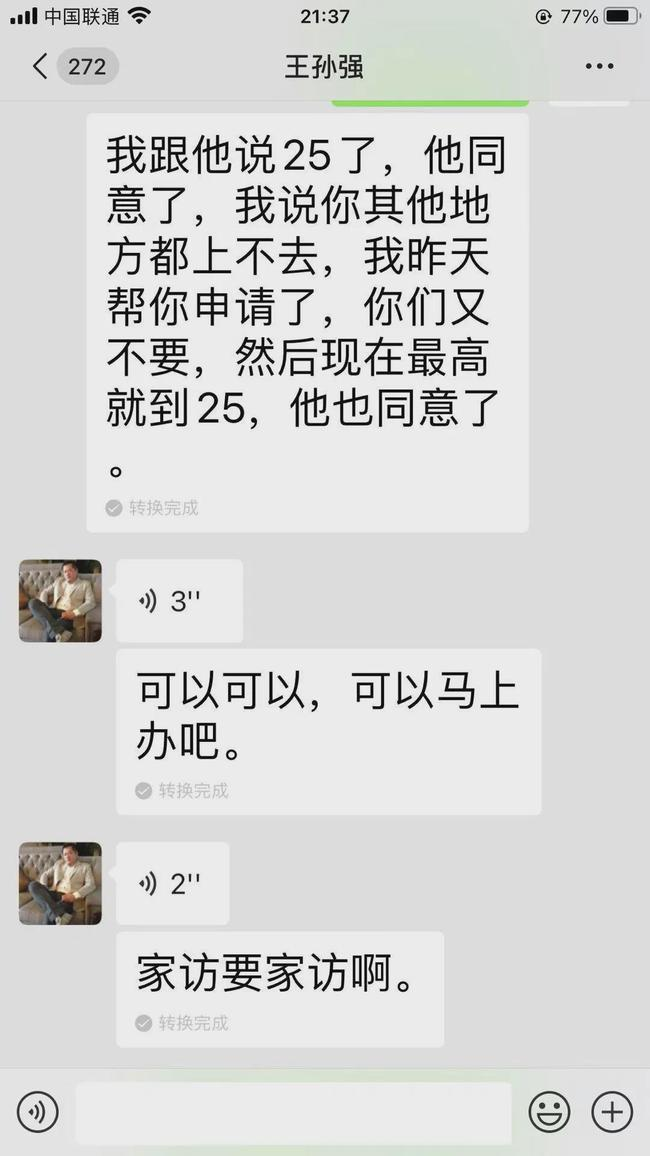 中国联通 21:37 77%
272 王孙强
我跟他说25了，他同
意了，我说你其他地
方都上不去，我昨天
帮你申请了，你们又
不要，然后现在最高
就到25，他也同意了
。
转换完成
3''
可以可以，可以马上
办吧。
转换完成
2''
家访要家访啊。
转换完成